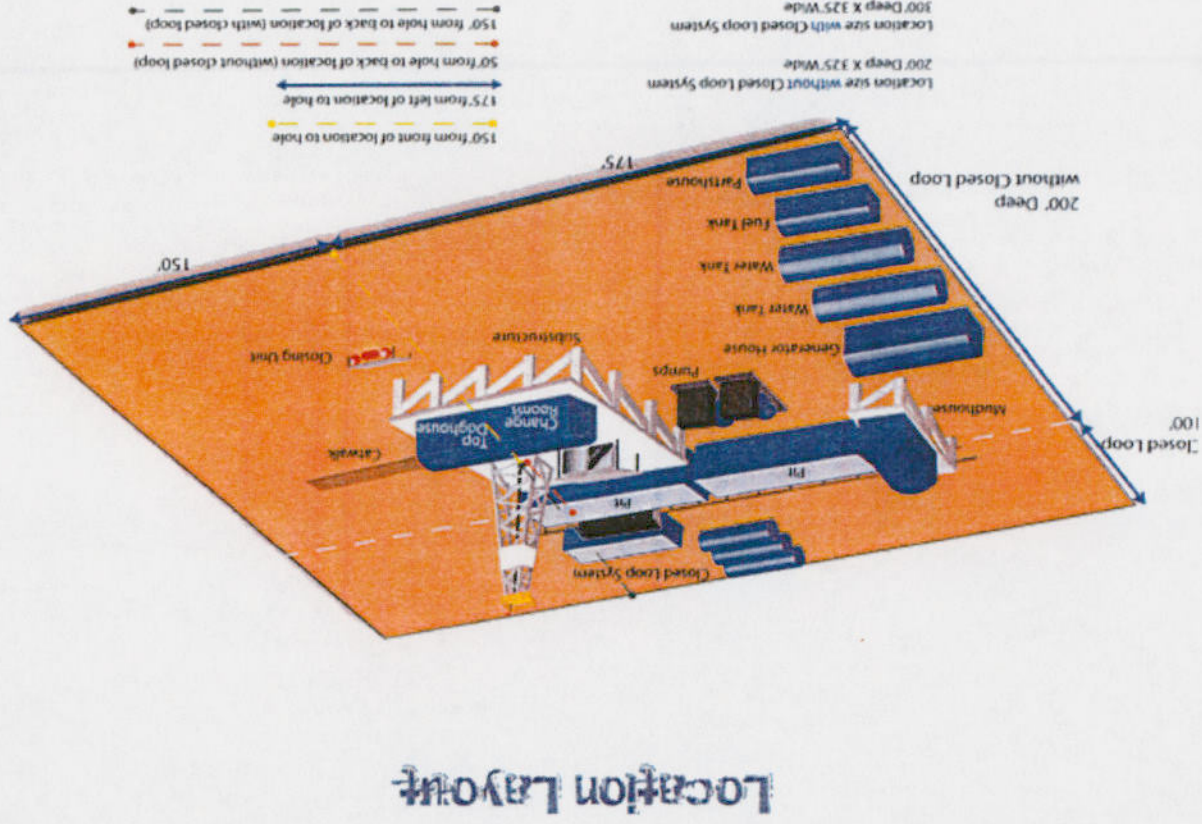 Location Layout
Closed Loop System
Pit
Pit
Closed Loop
100'
Mudhouse
Catwalk
Top
Doghouse
Change
Rooms
Pumps
Generator House
Substructure
Closing Unit
Water Tank
Water Tank
Fuel Tank
Partshouse
200' Deep
without Closed Loop
150'
175'
Location size without Closed Loop System
200' Deep X 325' Wide
Location size with Closed Loop System
300' Deep X 325' Wide
150' from front of location to hole
175' from left of location to hole
50' from hole to back of location (without closed loop)
150' from hole to back of location (with closed loop)